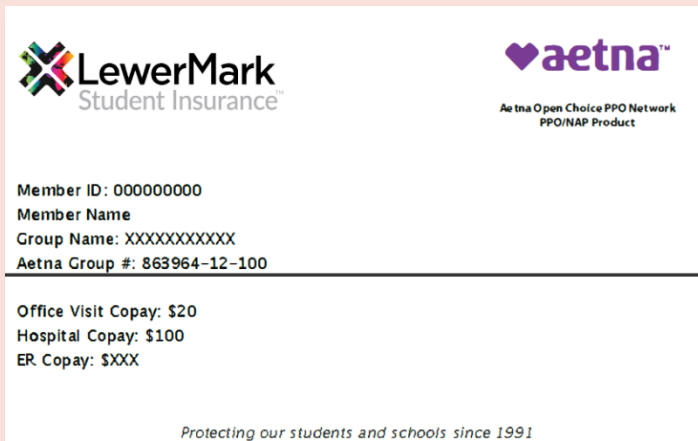 LewerMark
Student Insurance™
aetna™
Aetna Open Choice PPO Network
PPO/NAP Product
Member ID: 000000000
Member Name
Group Name: XXXXXXXXXXX
Aetna Group #: 863964-12-100
Office Visit Copay: $20
Hospital Copay: $100
ER Copay: $XXX
Protecting our students and schools since 1991